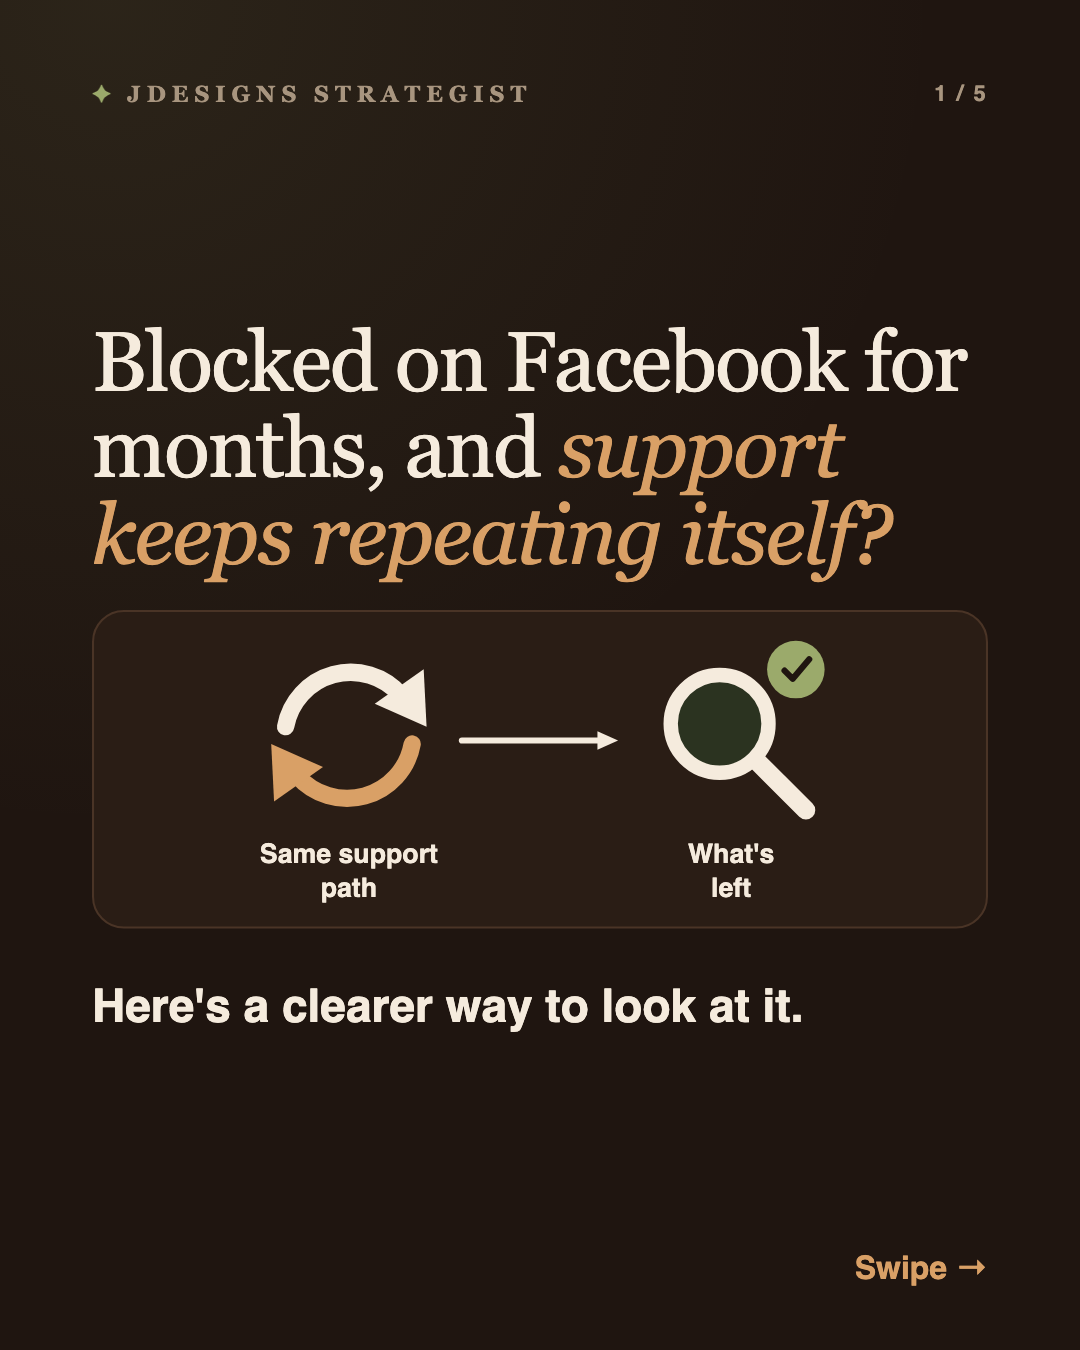 JDESIGNS STRATEGIST
1 / 5
Blocked on Facebook for
months, and support
keeps repeating itself?
Same support
path
What's
left
Here's a clearer way to look at it.
Swipe →